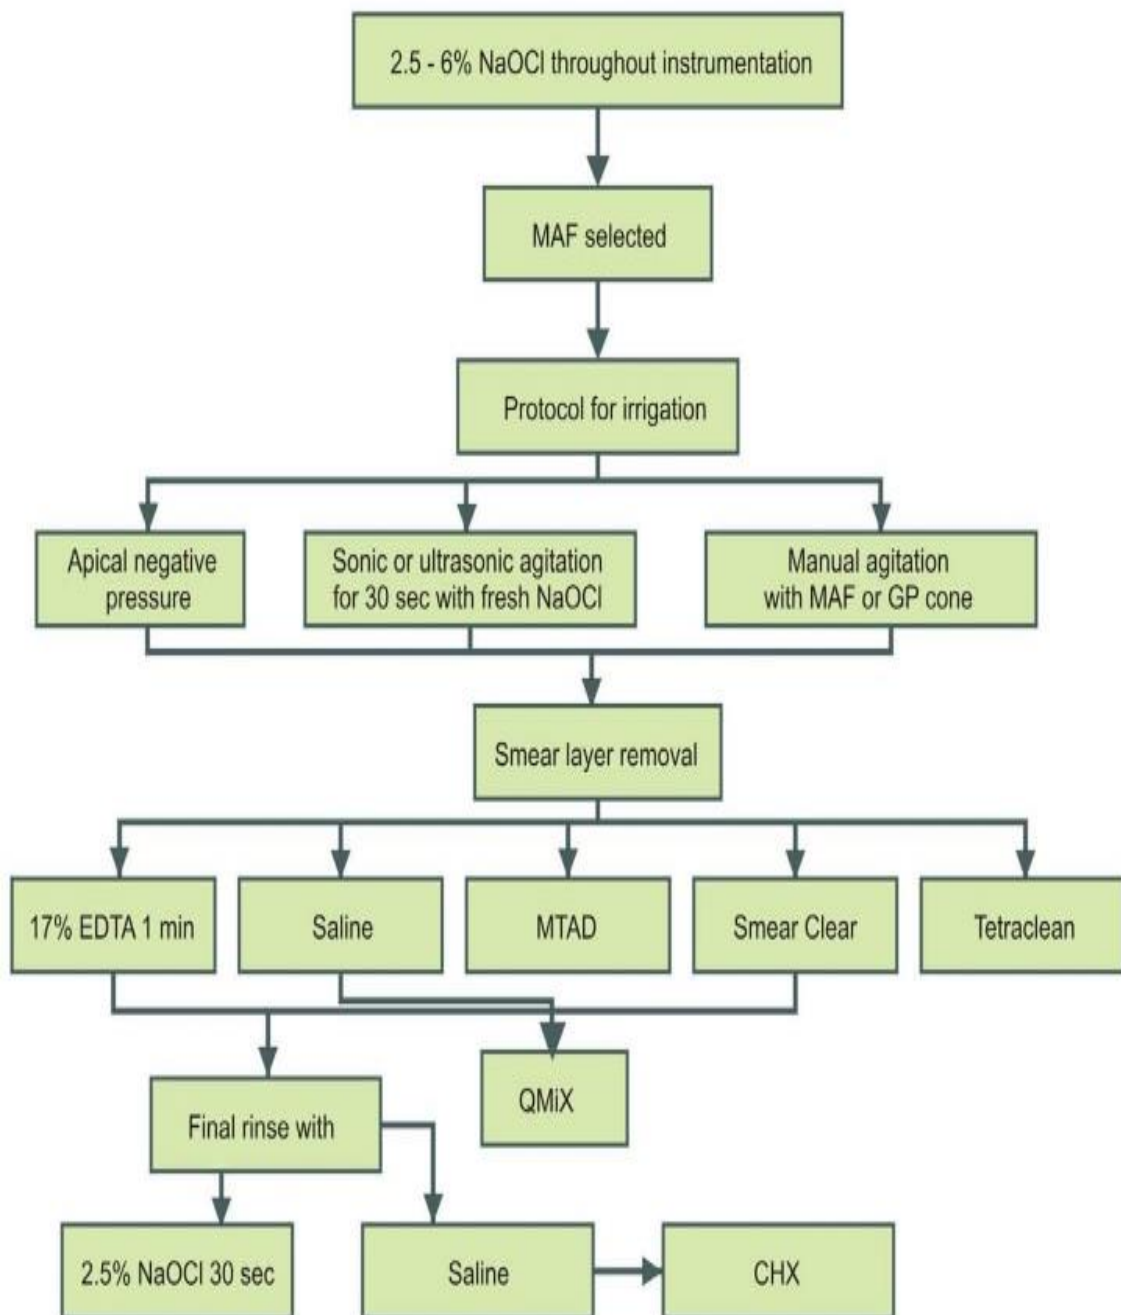 2.5 - 6% NaOCl throughout instrumentation
MAF selected
Protocol for irrigation
Apical negative
pressure
Sonic or ultrasonic agitation
for 30 sec with fresh NaOCl
Manual agitation
with MAF or GP cone
Smear layer removal
17% EDTA 1 min
Saline
MTAD
Smear Clear
Tetraclean
QMiX
Final rinse with
2.5% NaOCl 30 sec
Saline
CHX